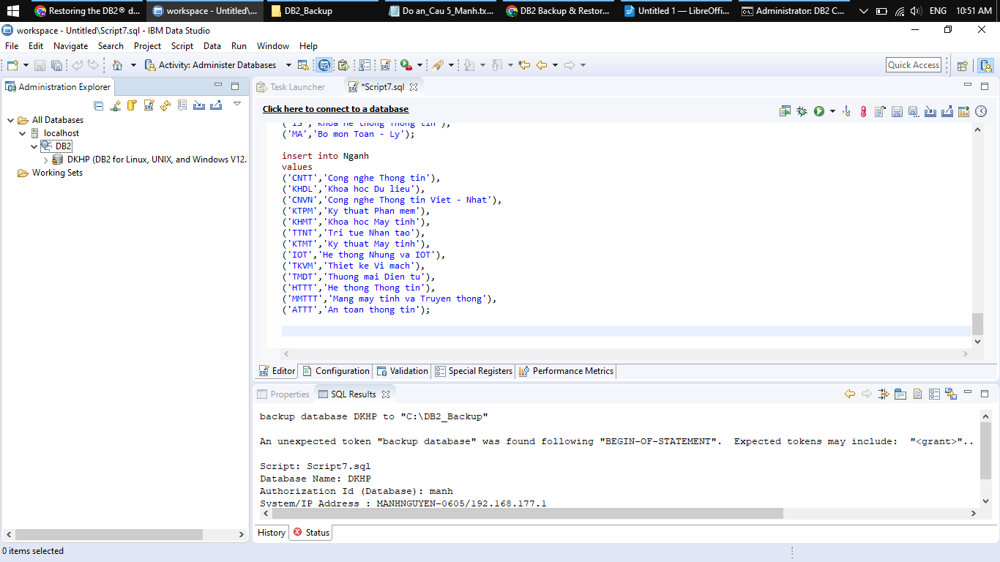 Restoring the DB2® d...
workspace - Untitled\...
DB2_Backup
Do an_Cau 5_Manh.tx...
DB2 Backup & Restor...
Untitled 1 — LibreOffi...
Administrator: DB2 C...
ENG
10:51 AM
workspace - Untitled\Script7.sql - IBM Data Studio
File Edit Navigate Search Project Script Data Run Window Help
Activity: Administer Databases
Quick Access
Administration Explorer
All Databases
localhost
DB2
DKHP (DB2 for Linux, UNIX, and Windows V12.
Working Sets
Task Launcher
*Script7.sql
Click here to connect to a database
('IS','Khoa He thong Thong tin'),
('MA','Bo mon Toan - Ly');
insert into Nganh
values
('CNTT','Cong nghe Thong tin'),
('KHDL','Khoa hoc Du lieu'),
('CNVN','Cong nghe Thong tin Viet - Nhat'),
('KTPM','Ky thuat Phan mem'),
('KHMT','Khoa hoc May tinh'),
('TTNT','Tri tue Nhan tao'),
('KTMT','Ky thuat May tinh'),
('IOT','He thong Nhung va IOT'),
('TKVM','Thiet ke Vi mach'),
('TMDT','Thuong mai Dien tu'),
('HTTT','He thong Thong tin'),
('MMTTT','Mang may tinh va Truyen thong'),
('ATTT','An toan thong tin');
Editor
Configuration
Validation
Special Registers
Performance Metrics
Properties
SQL Results
backup database DKHP to "C:\DB2_Backup"
An unexpected token "backup database" was found following "BEGIN-OF-STATEMENT".  Expected tokens may include:  "<grant>"..
Script: Script7.sql
Database Name: DKHP
Authorization Id (Database): manh
System/IP Address : MANHNGUYEN-0605/192.168.177.1
History
Status
0 items selected